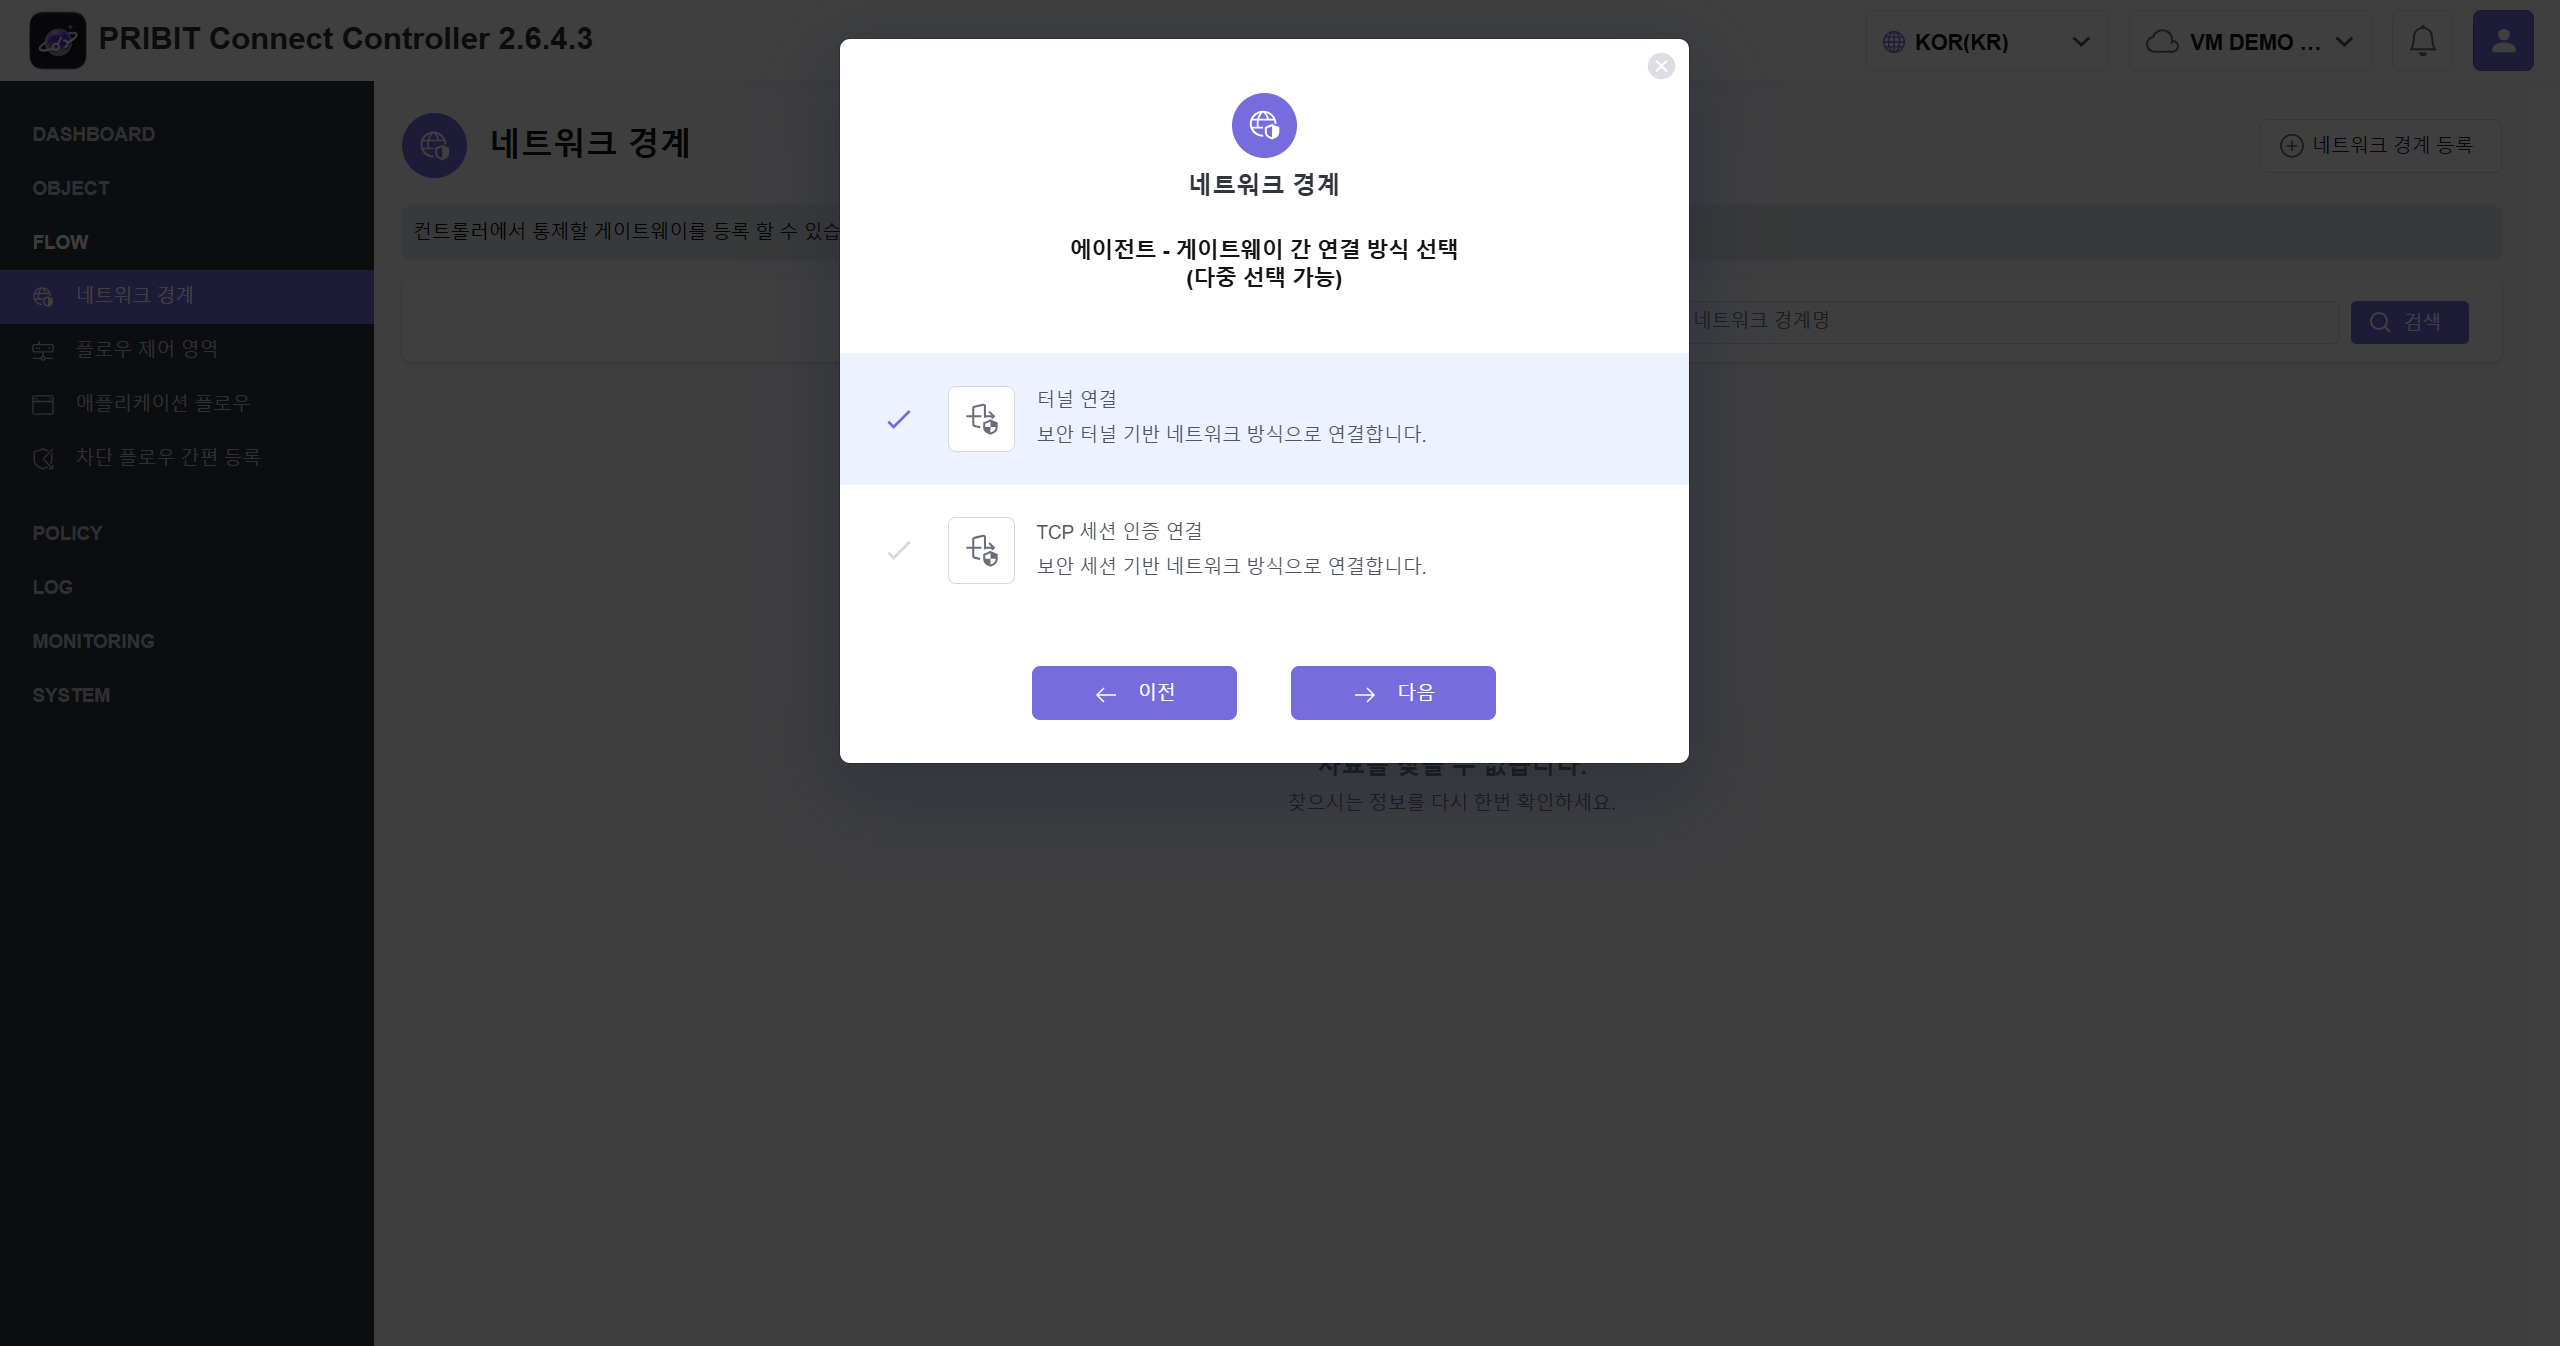 PRIBIT Connect Controller 2.6.4.3
KOR(KR)
VM DEMO ...
DASHBOARD
OBJECT
FLOW
네트워크 경계
플로우 제어 영역
애플리케이션 플로우
차단 플로우 간편 등록
POLICY
LOG
MONITORING
SYSTEM
네트워크 경계
네트워크 경계 등록
컨트롤러에서 통제할 게이트웨이를 등록 할 수 있습
네트워크 경계명
검색
네트워크 경계
에이전트 - 게이트웨이 간 연결 방식 선택
(다중 선택 가능)
터널 연결
보안 터널 기반 네트워크 방식으로 연결합니다.
TCP 세션 인증 연결
보안 세션 기반 네트워크 방식으로 연결합니다.
이전
다음
자료를 찾을 수 없습니다.
찾으시는 정보를 다시 한번 확인하세요.